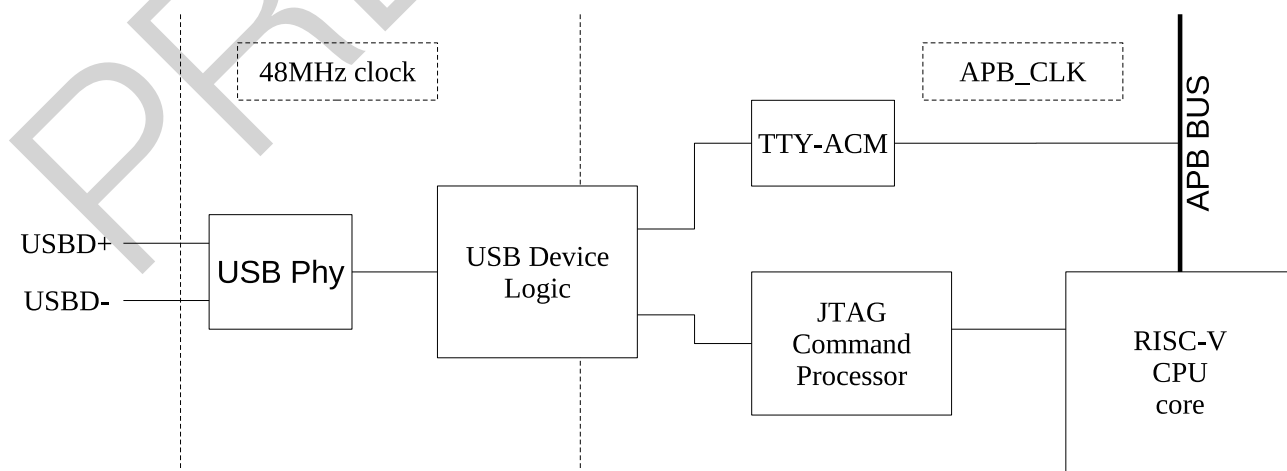 48MHz clock
APB_CLK
APB BUS
TTY-ACM
USBD+
USBD-
USB Phy
USB Device
Logic
JTAG
Command
Processor
RISC-V
CPU
core